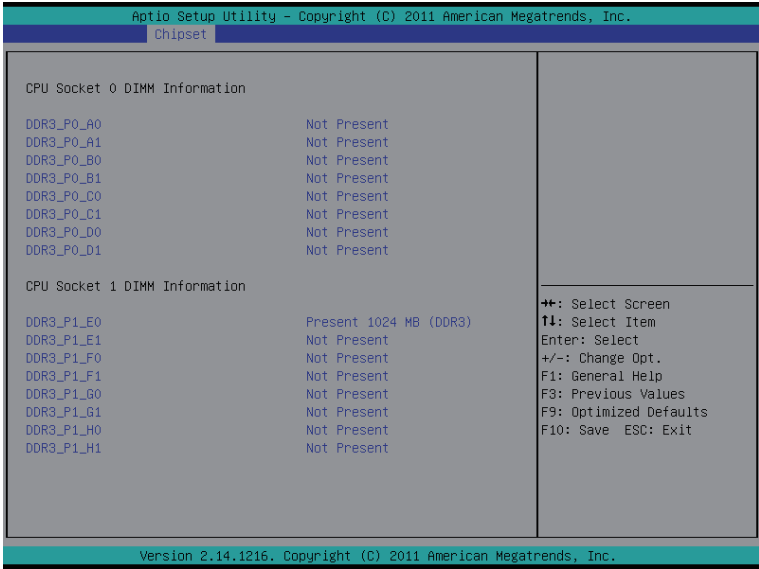 Aptio Setup Utility – Copyright (C) 2011 American Megatrends, Inc.
Chipset
CPU Socket 0 DIMM Information
DDR3_P0_A0 Not Present
DDR3_P0_A1 Not Present
DDR3_P0_B0 Not Present
DDR3_P0_B1 Not Present
DDR3_P0_C0 Not Present
DDR3_P0_C1 Not Present
DDR3_P0_D0 Not Present
DDR3_P0_D1 Not Present
CPU Socket 1 DIMM Information
DDR3_P1_E0 Present 1024 MB (DDR3)
DDR3_P1_E1 Not Present
DDR3_P1_F0 Not Present
DDR3_P1_F1 Not Present
DDR3_P1_G0 Not Present
DDR3_P1_G1 Not Present
DDR3_P1_H0 Not Present
DDR3_P1_H1 Not Present
→←: Select Screen
↑↓: Select Item
Enter: Select
+/-: Change Opt.
F1: General Help
F3: Previous Values
F9: Optimized Defaults
F10: Save ESC: Exit
Version 2.14.1216. Copyright (C) 2011 American Megatrends, Inc.